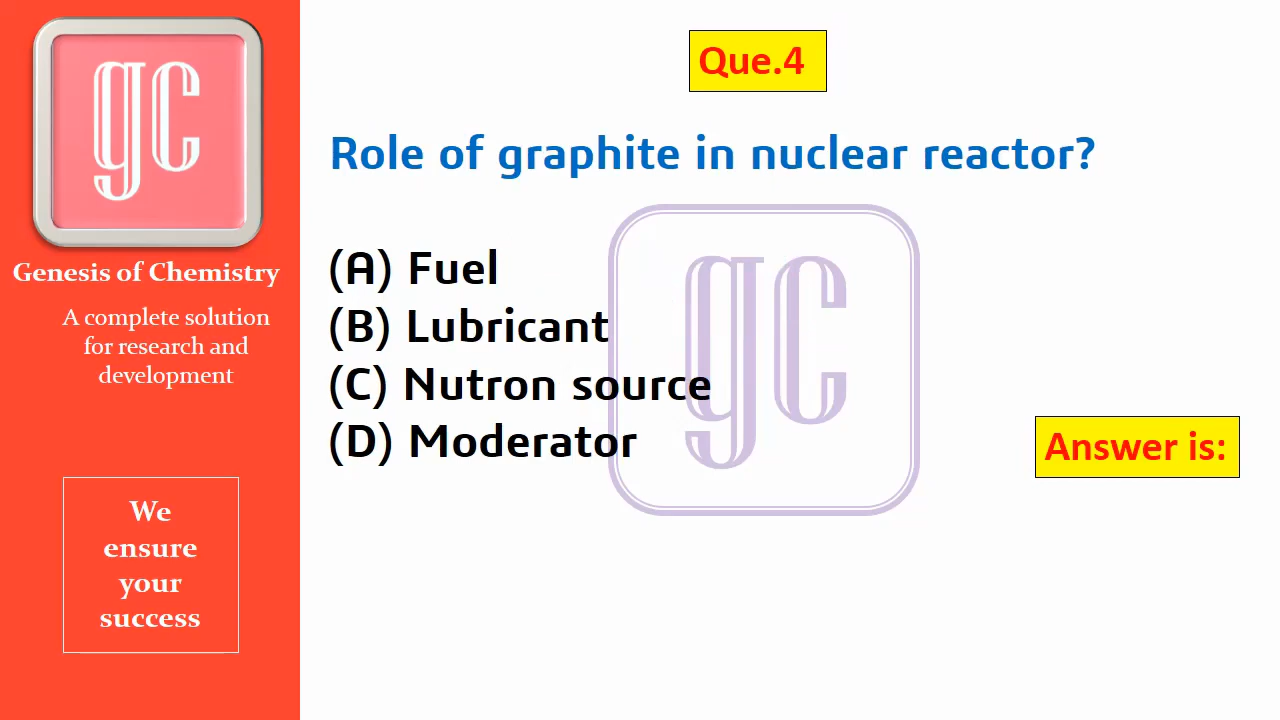 gc
Genesis of Chemistry
A complete solution
for research and
development
We
ensure
your
success
Que.4
Role of graphite in nuclear reactor?
(A) Fuel
(B) Lubricant
(C) Nutron source
(D) Moderator
gc
Answer is: